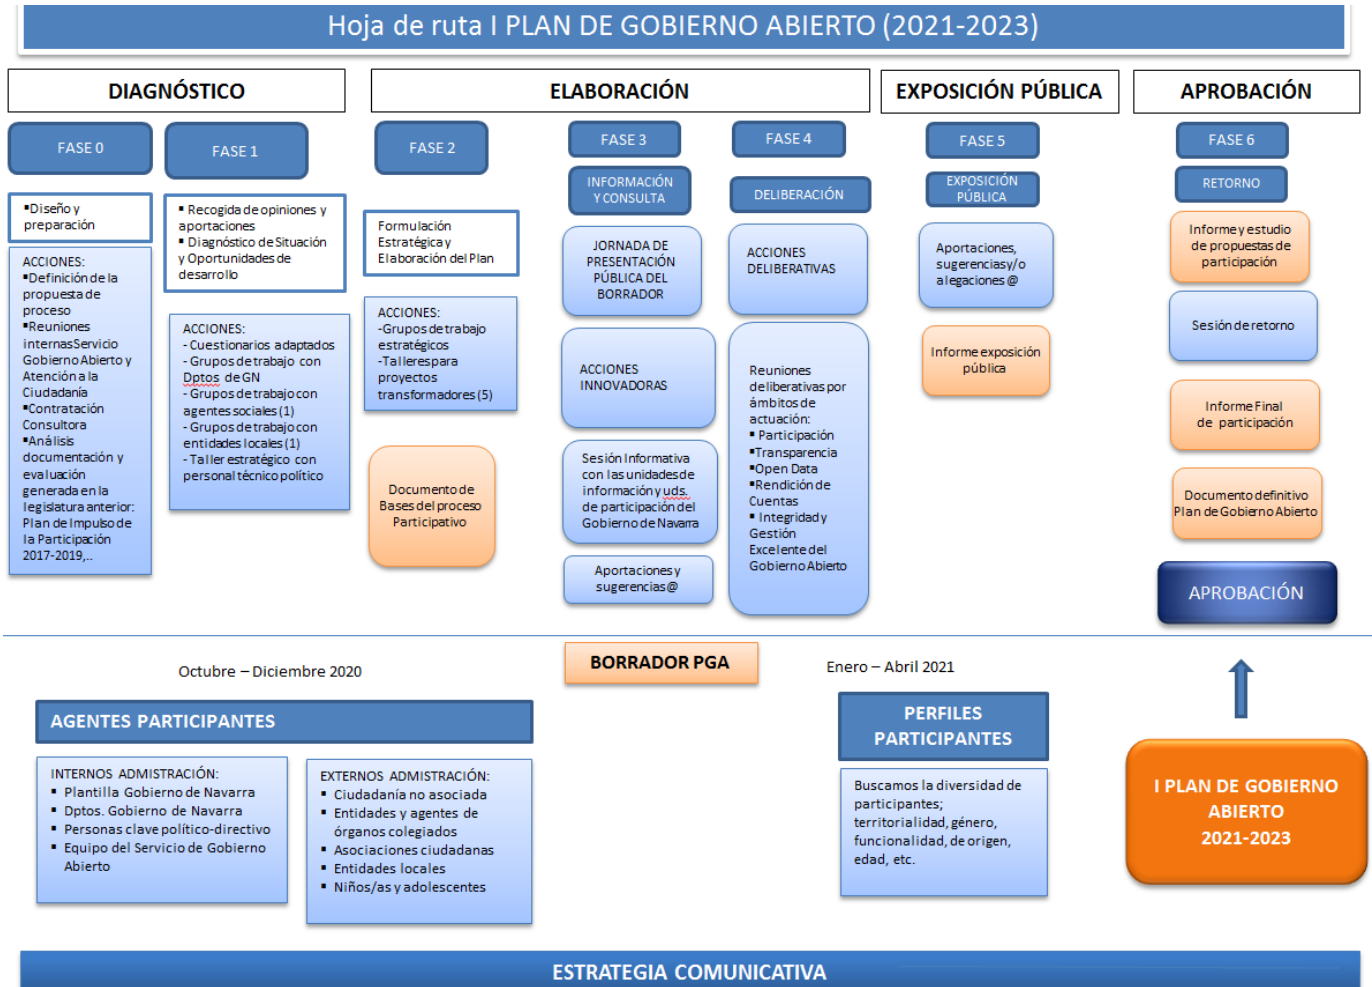 Hoja de ruta I PLAN DE GOBIERNO ABIERTO (2021-2023)
DIAGNÓSTICO
ELABORACIÓN
EXPOSICIÓN PÚBLICA
APROBACIÓN
FASE 0
▪Diseño y
preparación
ACCIONES:
▪Definición de la
propuesta de
proceso
▪Reuniones
internasServicio
Gobierno Abierto y
Atención a la
Ciudadanía
▪Contratación
Consultora
▪Análisis
documentación y
evaluación
generada en la
legislatura anterior:
Plan de Impulso de
la Participación
2017-2019,..
FASE 1
▪ Recogida de opiniones y
aportaciones
▪ Diagnóstico de Situación
y Oportunidades de
desarrollo
ACCIONES:
- Cuestionarios adaptados
- Grupos de trabajo con
Dptos de GN
- Grupos de trabajo con
agentes sociales (1)
- Grupos de trabajo con
entidades locales (1)
- Taller estratégico con
personal técnico político
FASE 2
Formulación
Estratégica y
Elaboración del Plan
ACCIONES:
-Grupos de trabajo
estratégicos
-Tallerespara
proyectos
transformadores (5)
Documento de
Bases del proceso
Participativo
FASE 3
INFORMACIÓN
Y CONSULTA
JORNADA DE
PRESENTACIÓN
PÚBLICA DEL
BORRADOR
ACCIONES
INNOVADORAS
Sesión Informativa
con las unidades de
información y uds.
de participación del
Gobierno de Navarra
Aportaciones y
sugerencias@
FASE 4
DELIBERACIÓN
ACCIONES
DELIBERATIVAS
Reuniones
deliberativas por
ámbitos de
actuación:
▪ Participación
▪Transparencia
▪Open Data
▪Rendición de
Cuentas
▪ Integridad y
Gestión
Excelente del
Gobierno Abierto
FASE 5
EXPOSICIÓN
PÚBLICA
Aportaciones,
sugerenciasy/o
alegaciones @
Informe exposición
pública
FASE 6
RETORNO
Informe y estudio
de propuestas de
participación
Sesión de retorno
Informe Final
de participación
Documento definitivo
Plan de Gobierno Abierto
APROBACIÓN
Octubre – Diciembre 2020
BORRADOR PGA
Enero – Abril 2021
AGENTES PARTICIPANTES
INTERNOS ADMISTRACIÓN:
▪ Plantilla Gobierno de Navarra
▪ Dptos. Gobierno de Navarra
▪ Personas clave político-directivo
▪ Equipo del Servicio de Gobierno
Abierto
EXTERNOS ADMISTRACIÓN:
▪ Ciudadanía no asociada
▪ Entidades y agentes de
órganos colegiados
▪ Asociaciones ciudadanas
▪ Entidades locales
▪ Niños/as y adolescentes
PERFILES
PARTICIPANTES
Buscamos la diversidad de
participantes;
territorialidad, género,
funcionalidad, de origen,
edad, etc.
I PLAN DE GOBIERNO
ABIERTO
2021-2023
ESTRATEGIA COMUNICATIVA